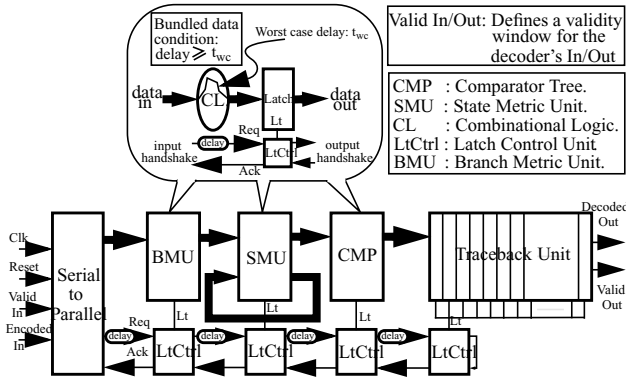 Bundled data
condition:
delay ⩾ twc
Worst case delay: twc
data
in
CL
Latch
data
out
Lt
input
handshake
delay
Req
LtCtrl
output
handshake
Ack
Valid In/Out: Defines a validity
window for the
decoder's In/Out
CMP : Comparator Tree.
SMU : State Metric Unit.
CL : Combinational Logic.
LtCtrl : Latch Control Unit
BMU : Branch Metric Unit.
Clk
Reset
Valid
In
Encoded
In
Serial
to
Parallel
BMU
SMU
CMP
Traceback Unit
Decoded
Out
Valid
Out
Lt
Lt
Lt
Lt
delay
Req
Ack
LtCtrl
delay
LtCtrl
delay
LtCtrl
delay
LtCtrl